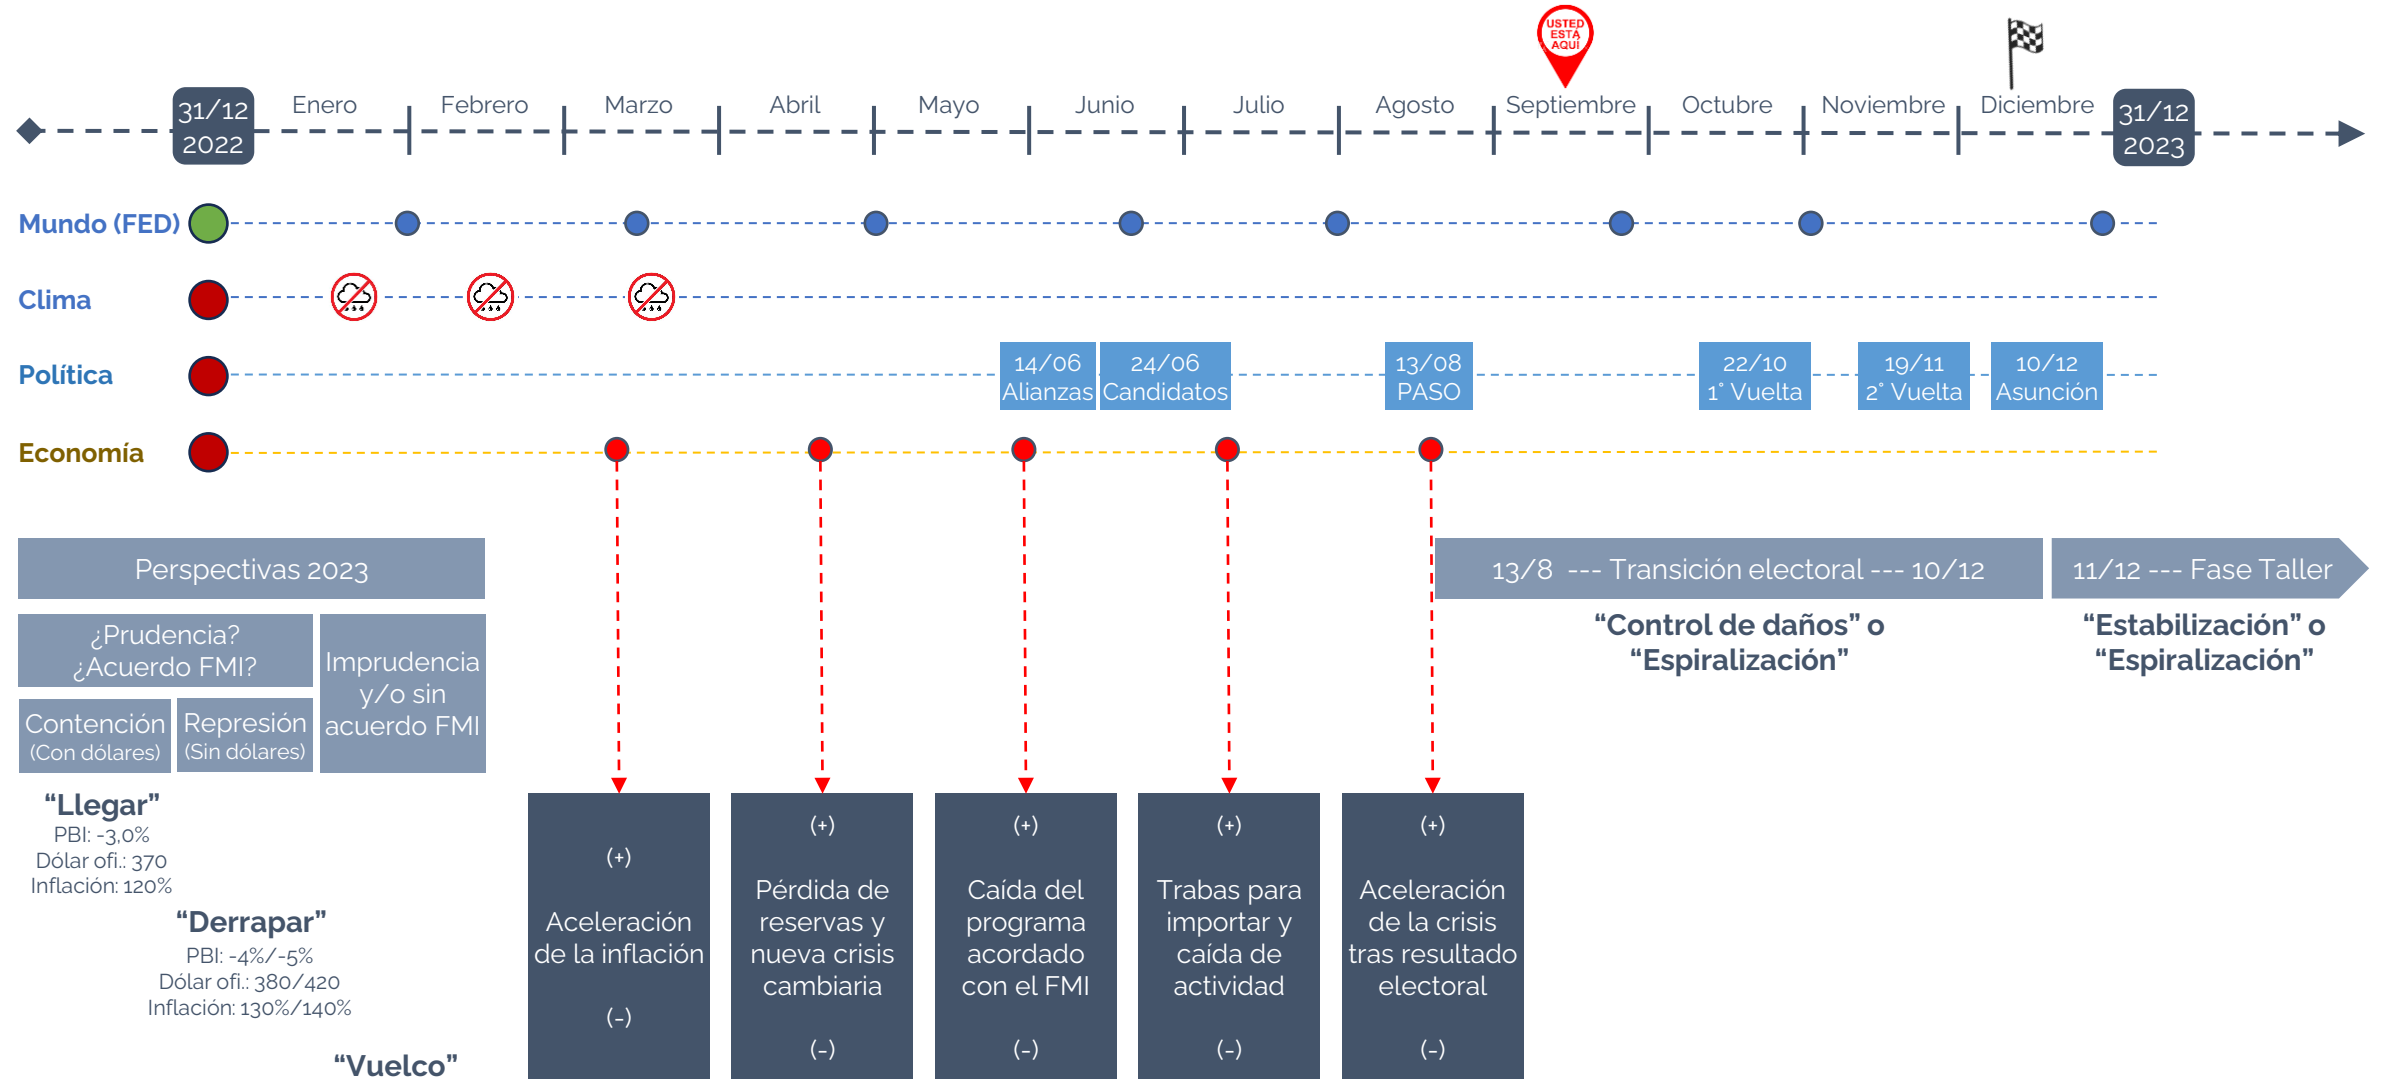 USTED
ESTÁ
AQUÍ
31/12
2022
Enero
Febrero
Marzo
Abril
Mayo
Junio
Julio
Agosto
Septiembre
Octubre
Noviembre
Diciembre
31/12
2023
Mundo (FED)
Clima
Política
14/06
Alianzas
24/06
Candidatos
13/08
PASO
22/10
1° Vuelta
19/11
2° Vuelta
10/12
Asunción
Economía
Perspectivas 2023
¿Prudencia?
¿Acuerdo FMI?
Imprudencia
y/o sin
acuerdo FMI
Contención
(Con dólares)
Represión
(Sin dólares)
“Llegar”
PBI: -3,0%
Dólar ofi.: 370
Inflación: 120%
“Derrapar”
PBI: -4%/-5%
Dólar ofi.: 380/420
Inflación: 130%/140%
“Vuelco”
(+)
Aceleración
de la inflación
(-)
(+)
Pérdida de
reservas y
nueva crisis
cambiaria
(-)
(+)
Caída del
programa
acordado
con el FMI
(-)
(+)
Trabas para
importar y
caída de
actividad
(-)
(+)
Aceleración
de la crisis
tras resultado
electoral
(-)
13/8 --- Transición electoral --- 10/12
“Control de daños” o
“Espiralización”
11/12 --- Fase Taller
“Estabilización” o
“Espiralización”